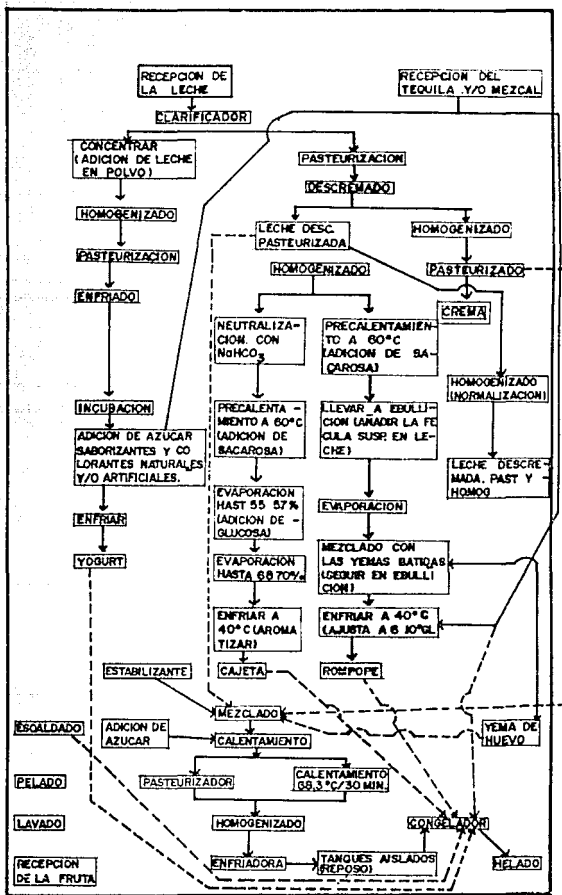 RECEPCION DE
LA LECHE
RECEPCION DEL
TEQUILA .Y/O MEZCAL
CLARIFICADOR
CONCENTRAR
(ADICION DE LECHE
EN POLVO)
PASTEURIZACION
DESCREMADO
HOMOGENIZADO
LECHE DESC.
PASTEURIZADA
HOMOGENIZADO
PASTEURIZACION
HOMOGENIZADO
PASTEURIZADO
ENFRIADO
CREMA
NEUTRALIZA-
CION. CON
NaHCO3
PRECALENTAMIEN-
TO A 60°C
(ADICION DE SA-
CAROSA)
HOMOGENIZADO
(NORMALIZACION)
INCUBACION
PRECALENTA -
MIENTO A 60°C
(ADICION DE
SACAROSA)
LLEVAR A EBULLI-
CION (AÑADIR LA FE
CULA SUSP. EN LE-
CHE)
ADICION DE AZUCAR
SABORIZANTES Y CO
LORANTES NATURALES
Y/O ARTIFICIALES.
LECHE DESCRE-
MADA, PAST Y
HOMOG
EVAPORACION
HAST 55 57%
(ADICION DE -
GLUCOSA)
EVAPORACION
ENFRIAR
YOGURT
EVAPORACION
HASTA 68 70%
MEZCLADO CON
LAS YEMAS BATIDAS
(SEGUIR EN EBULLI
CION)
ENFRIAR A
40°C (AROMA
TIZAR)
ENFRIAR A 40°C
(AJUSTA A 6 10°GL)
CAJETA
ROMPOPE
ESTABILIZANTE
MEZCLADO
ESCALDADO
ADICION DE
AZUCAR
CALENTAMIENTO
YEMA DE
HUEVO
PELADO
PASTEURIZADOR
CALENTAMIENTO
68,3 °C/30 MIN.
LAVADO
HOMOGENIZADO
CONGELADOR
RECEPCION
DE LA FRUTA
ENFRIADORA
TANQUES AISLADOS
(REPOSO)
HELADO